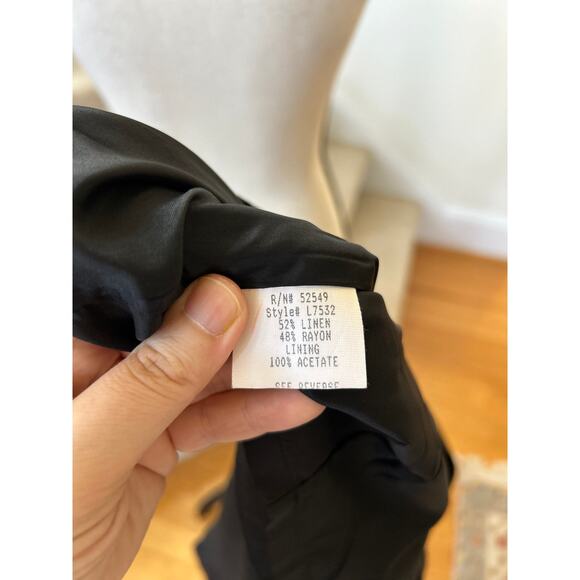 R/N# 52549
Style# L7532
52% LINEN
48% RAYON
LINING
100% ACETATE
SEE REVERSE